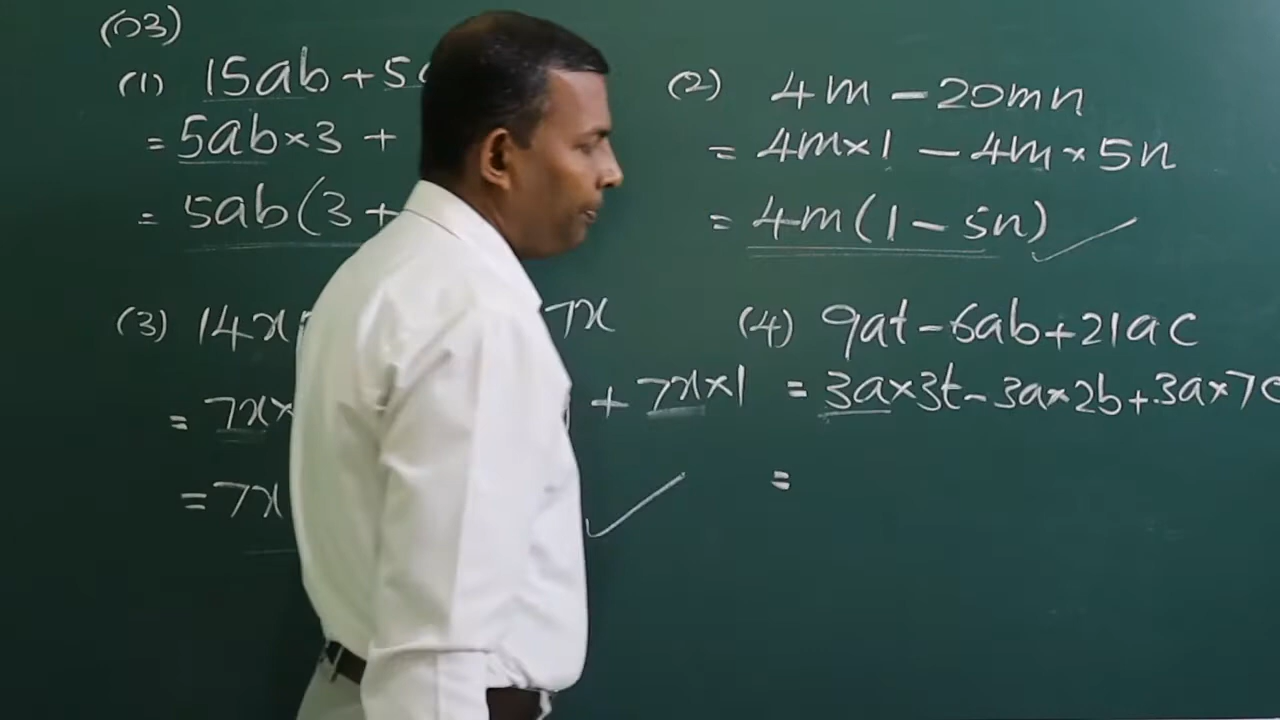 (03)
(1) 15ab + 5
= 5ab × 3 +
= 5ab (3 +
(2) 4m - 20mn
= 4m × 1 - 4m × 5n
= 4m (1 - 5n)
(3) 14x 7x
= 7x × + 7x × 1
= 7x
(4) 9at - 6ab + 21ac
= 3a × 3t - 3a × 2b + 3a × 7c
=